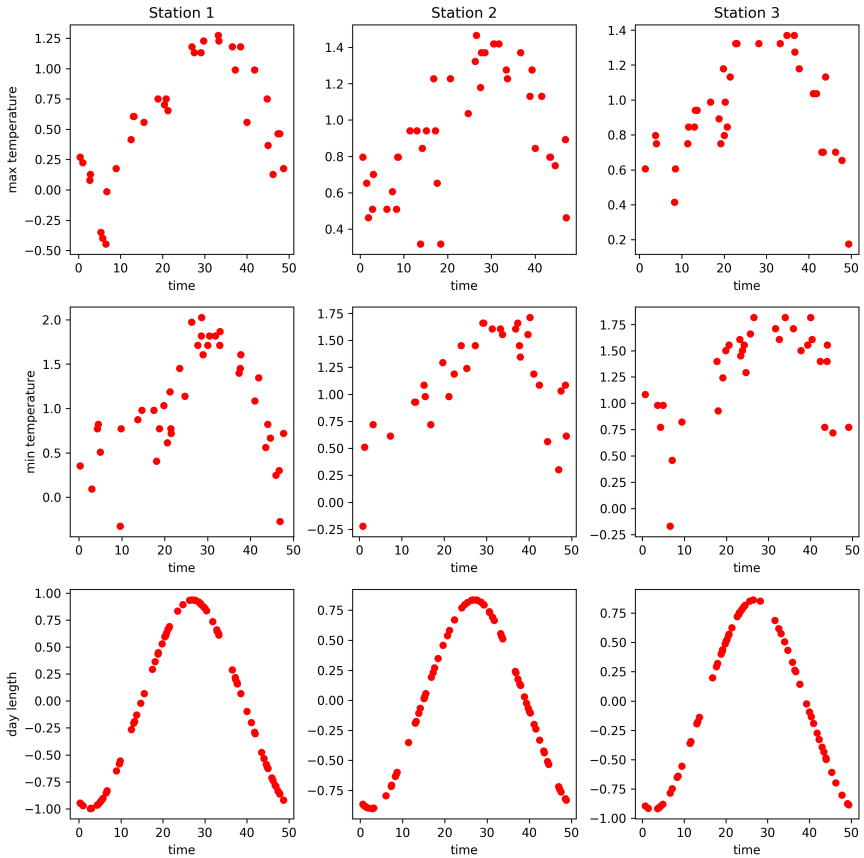 Station 1 Station 2 Station 3
max temperature
1.25 1.00 0.75 0.50 0.25 0.00 −0.25 −0.50
0 10 20 30 40 50
time
1.4 1.2 1.0 0.8 0.6 0.4
0 10 20 30 40
time
1.4 1.2 1.0 0.8 0.6 0.4 0.2
0 10 20 30 40 50
time
min temperature
2.0 1.5 1.0 0.5 0.0
0 10 20 30 40 50
time
1.75 1.50 1.25 1.00 0.75 0.50 0.25 0.00 −0.25
0 10 20 30 40 50
time
1.75 1.50 1.25 1.00 0.75 0.50 0.25 0.00 −0.25
0 10 20 30 40 50
time
day length
1.00 0.75 0.50 0.25 0.00 −0.25 −0.50 −0.75 −1.00
0 10 20 30 40 50
time
0.75 0.50 0.25 0.00 −0.25 −0.50 −0.75
0 10 20 30 40 50
time
0.75 0.50 0.25 0.00 −0.25 −0.50 −0.75 −1.00
0 10 20 30 40 50
time